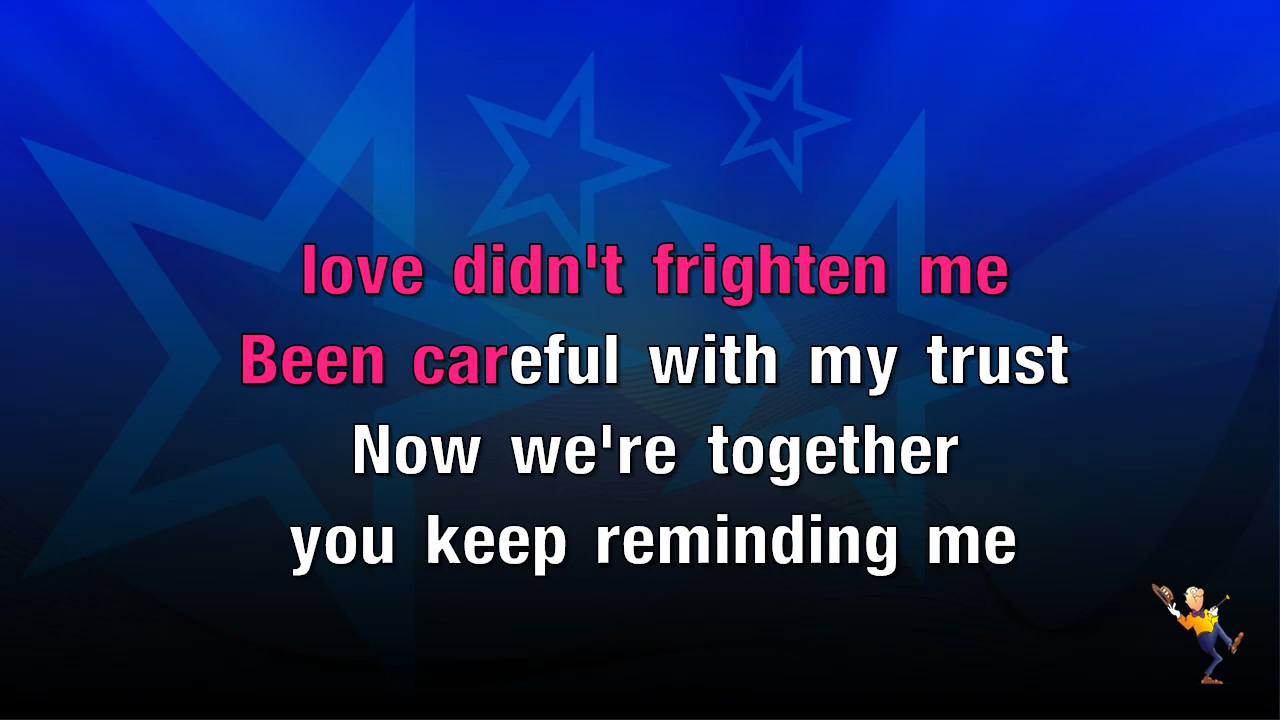 love didn't frighten me
Been careful with my trust
Now we're together
you keep reminding me